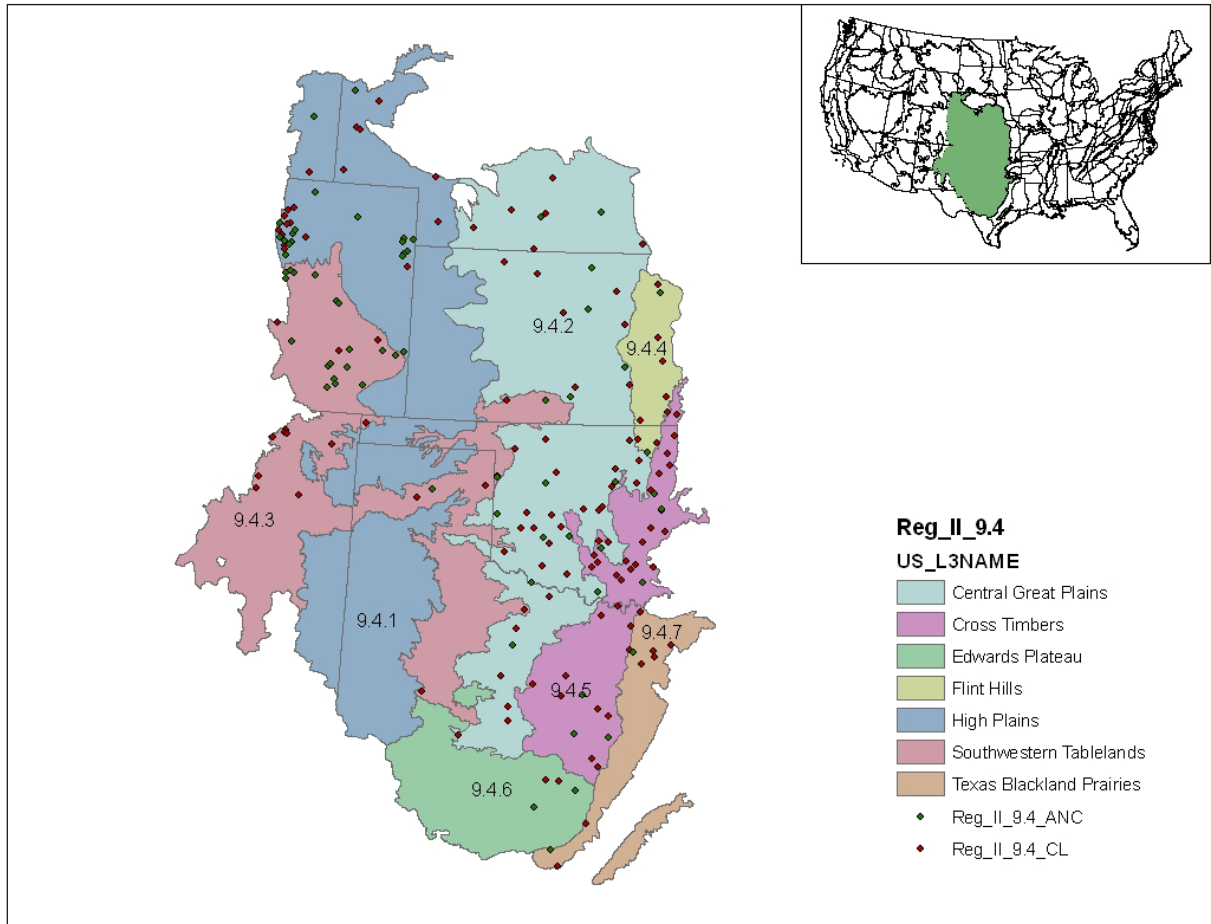 9.4.2
9.4.4
9.4.3
9.4.1
9.4.7
9.4.5
9.4.6
Reg_II_9.4
US_L3NAME
Central Great Plains
Cross Timbers
Edwards Plateau
Flint Hills
High Plains
Southwestern Tablelands
Texas Blackland Prairies
Reg_II_9.4_ANC
Reg_II_9.4_CL